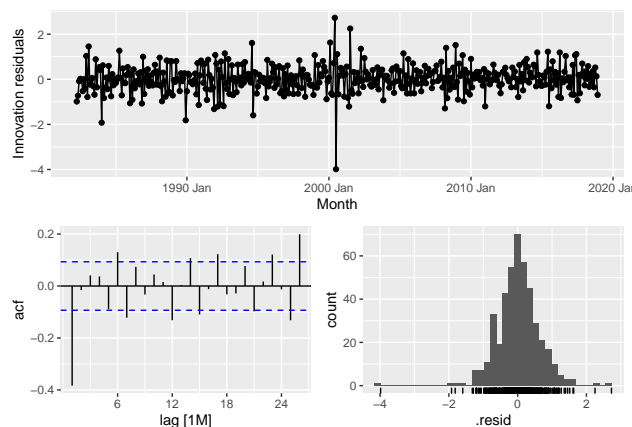 Innovation residuals
2
0
−2
−4
1990 Jan 2000 Jan 2010 Jan 2020 Jan
Month
acf
0.2
0.0
−0.2
−0.4
6 12 18 24
lag [1M]
count
60
40
20
0
−4 −2 0 2
.resid